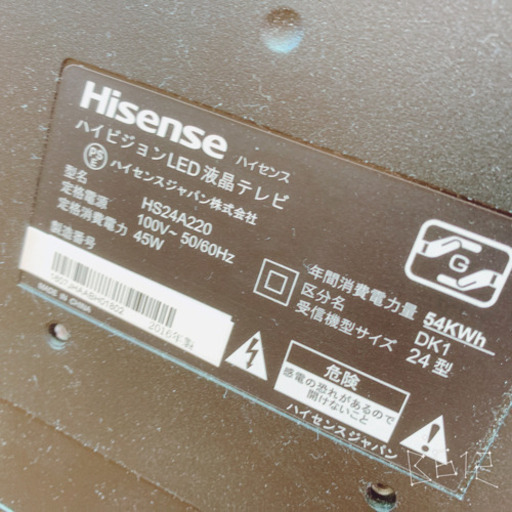 Hisense ハイセンス
ハイビジョンLED液晶テレビ
PSE ハイセンスジャパン株式会社
型名 HS24A220
定格電源 100V~ 50/60Hz
定格消費電力 45W
製造番号
2016年製
MADE IN CHINA
G
年間消費電力量 54KWh
区分名 DK1
受信機型サイズ 24型
危険
感電の恐れがあるので
開けないこと
ハイセンスジャパン